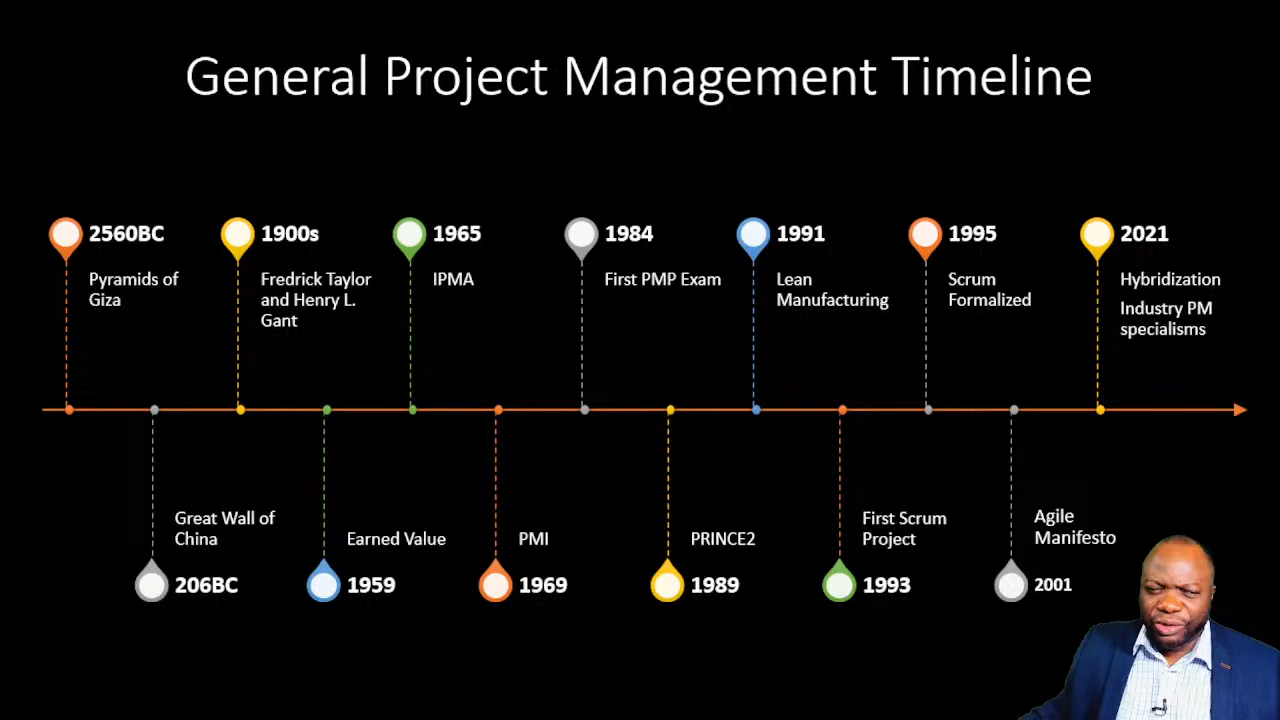 General Project Management Timeline
2560BC
Pyramids of
Giza
1900s
Fredrick Taylor
and Henry L.
Gant
1965
IPMA
1984
First PMP Exam
1991
Lean
Manufacturing
1995
Scrum
Formalized
2021
Hybridization
Industry PM
specialisms
Great Wall of
China
206BC
Earned Value
1959
PMI
1969
PRINCE2
1989
First Scrum
Project
1993
Agile
Manifesto
2001